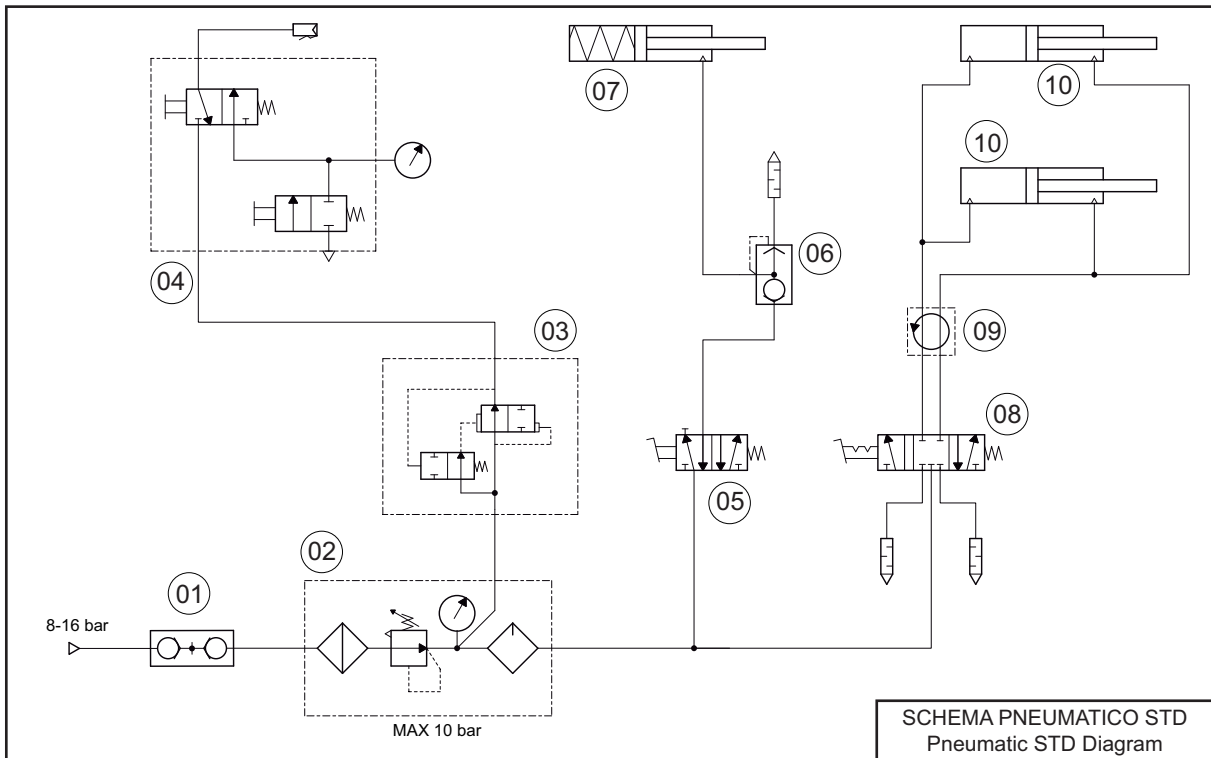 07
10
10
06
04
03
09
08
05
02
01
8-16 bar
MAX 10 bar
SCHEMA PNEUMATICO STD
Pneumatic STD Diagram